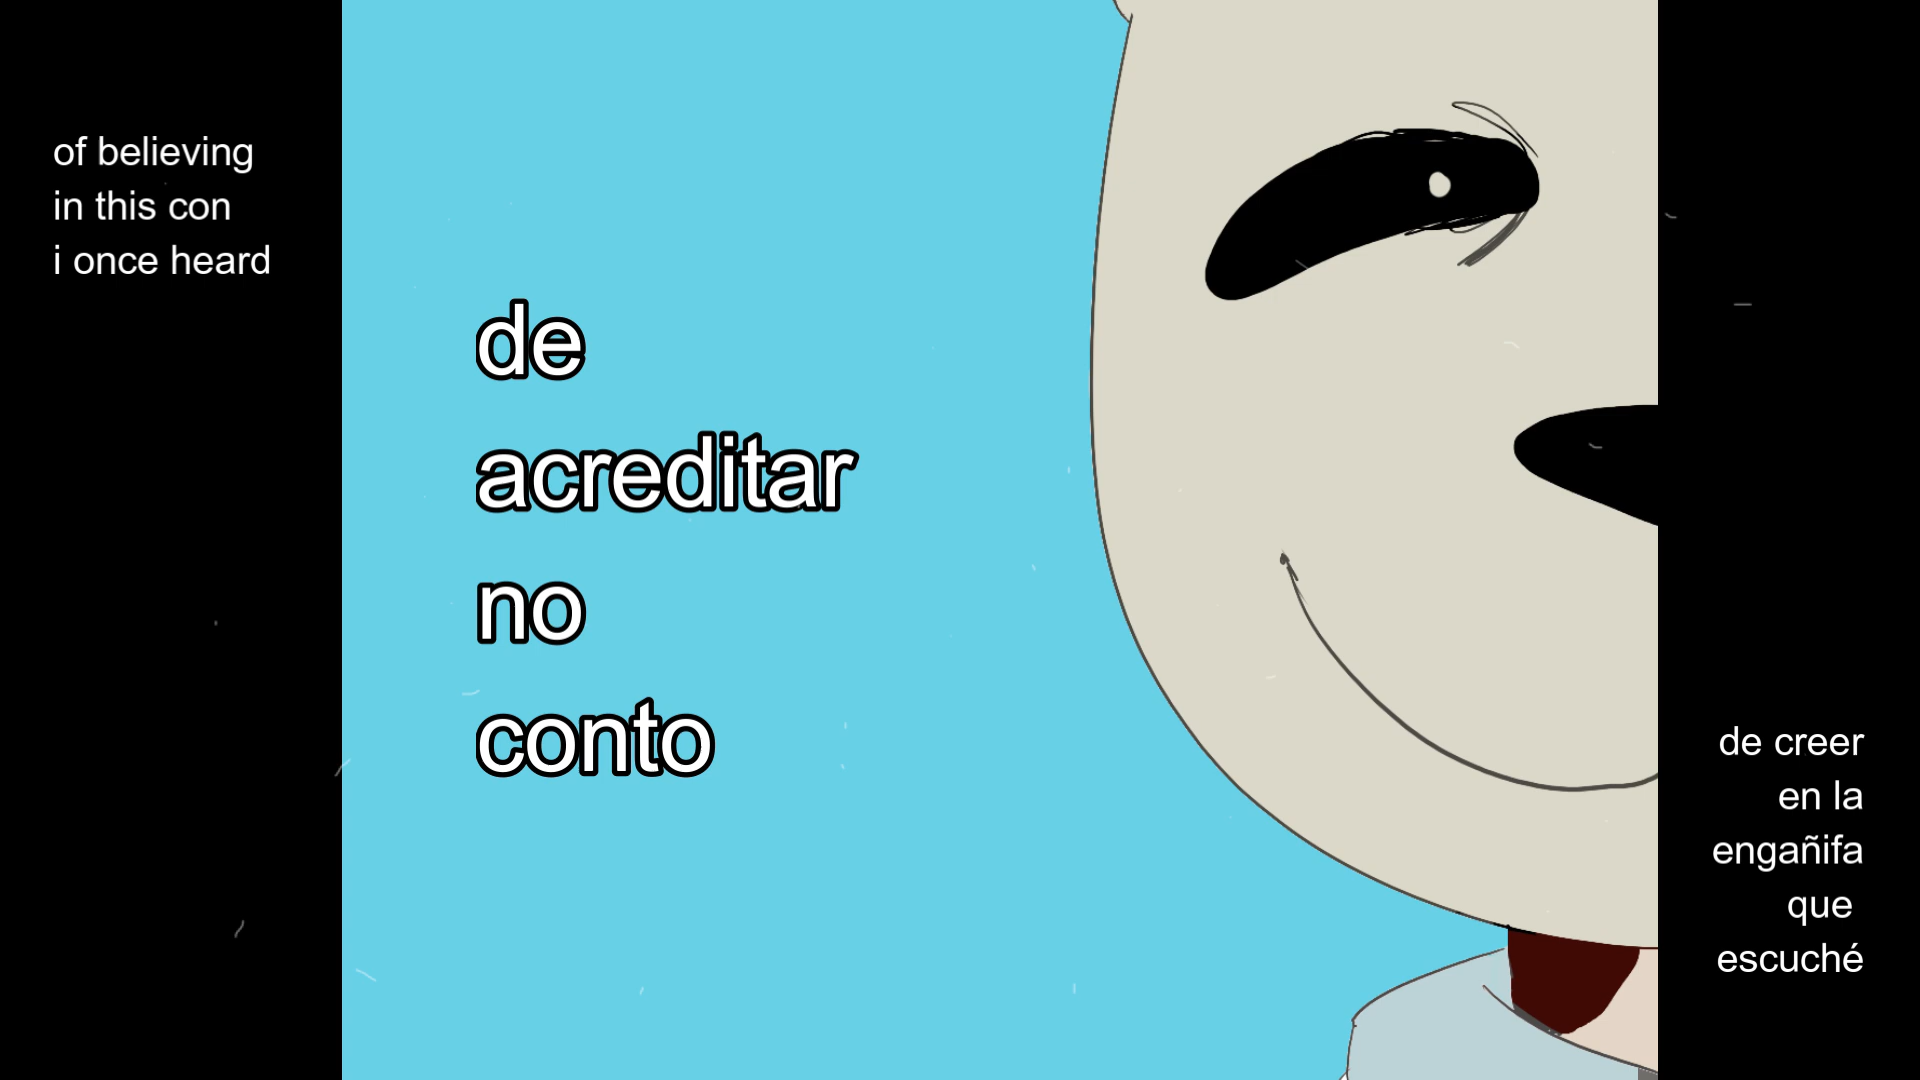 of believing
in this con
i once heard
de
acreditar
no
conto
de creer
en la
engañifa
que
escuché